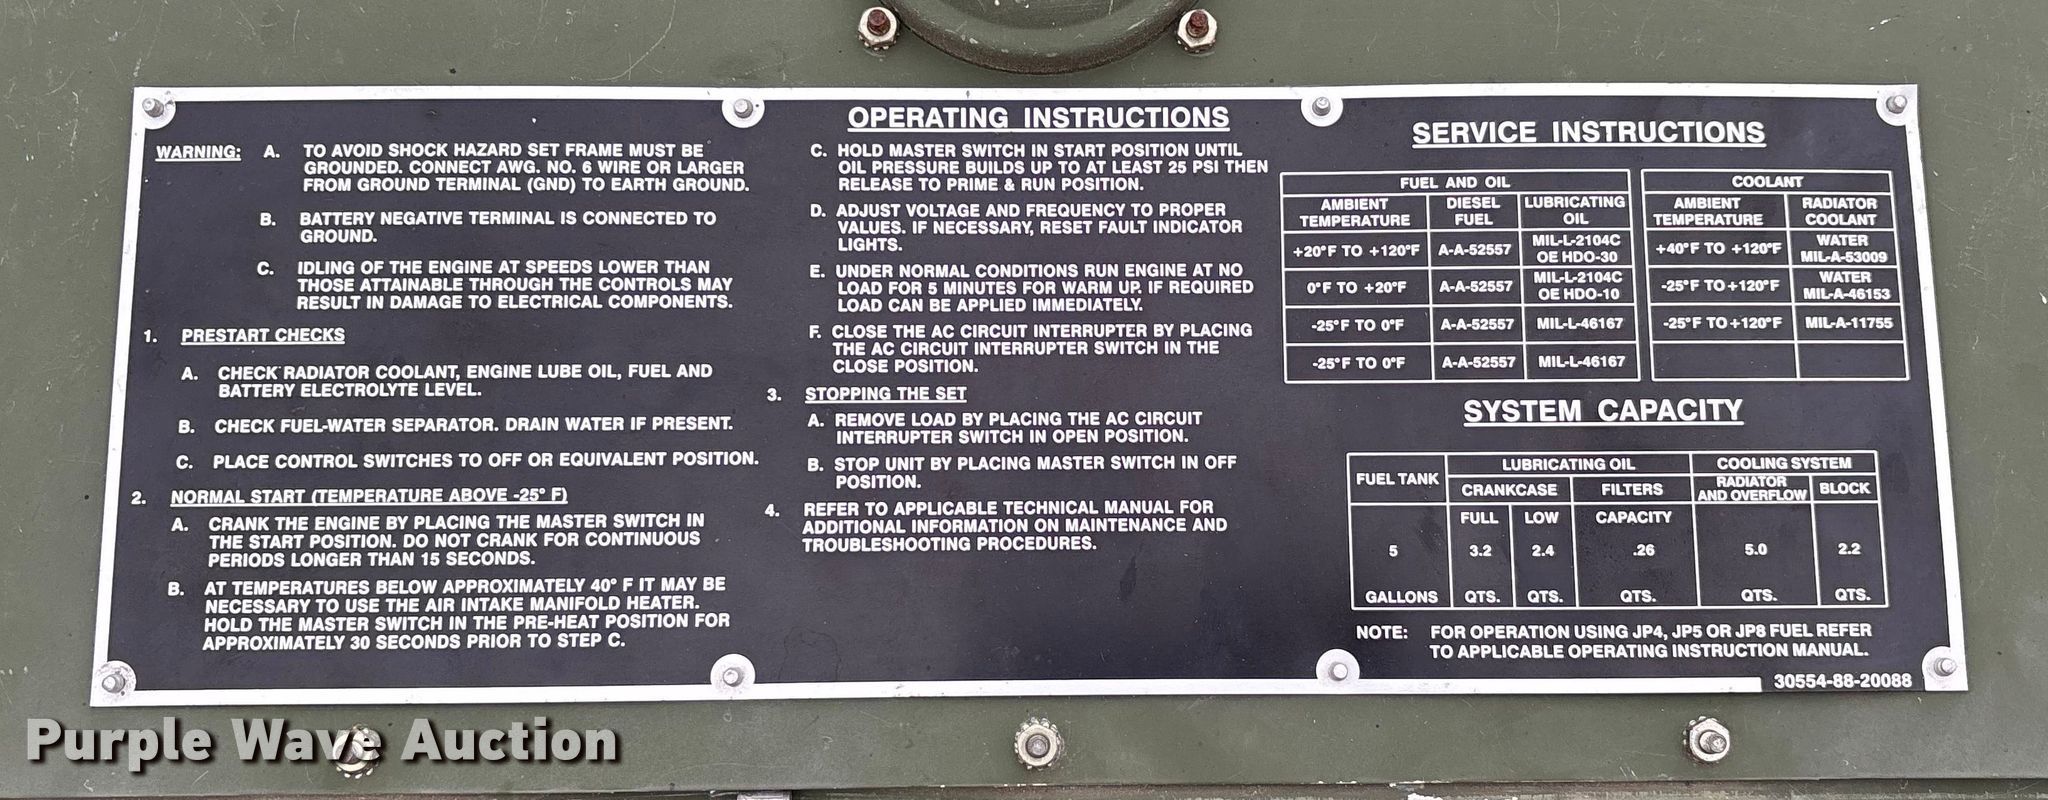 OPERATING INSTRUCTIONS
WARNING: A. TO AVOID SHOCK HAZARD SET FRAME MUST BE
GROUNDED. CONNECT AWG. NO. 6 WIRE OR LARGER
FROM GROUND TERMINAL (GND) TO EARTH GROUND.
B. BATTERY NEGATIVE TERMINAL IS CONNECTED TO
GROUND.
C. IDLING OF THE ENGINE AT SPEEDS LOWER THAN
THOSE ATTAINABLE THROUGH THE CONTROLS MAY
RESULT IN DAMAGE TO ELECTRICAL COMPONENTS.
1. PRESTART CHECKS
A. CHECK RADIATOR COOLANT, ENGINE LUBE OIL, FUEL AND
BATTERY ELECTROLYTE LEVEL.
B. CHECK FUEL-WATER SEPARATOR. DRAIN WATER IF PRESENT.
C. PLACE CONTROL SWITCHES TO OFF OR EQUIVALENT POSITION.
2. NORMAL START (TEMPERATURE ABOVE -25° F)
A. CRANK THE ENGINE BY PLACING THE MASTER SWITCH IN
THE START POSITION. DO NOT CRANK FOR CONTINUOUS
PERIODS LONGER THAN 15 SECONDS.
B. AT TEMPERATURES BELOW APPROXIMATELY 40° F IT MAY BE
NECESSARY TO USE THE AIR INTAKE MANIFOLD HEATER.
HOLD THE MASTER SWITCH IN THE PRE-HEAT POSITION FOR
APPROXIMATELY 30 SECONDS PRIOR TO STEP C.
C. HOLD MASTER SWITCH IN START POSITION UNTIL
OIL PRESSURE BUILDS UP TO AT LEAST 25 PSI THEN
RELEASE TO PRIME & RUN POSITION.
D. ADJUST VOLTAGE AND FREQUENCY TO PROPER
VALUES. IF NECESSARY, RESET FAULT INDICATOR
LIGHTS.
E. UNDER NORMAL CONDITIONS RUN ENGINE AT NO
LOAD FOR 5 MINUTES FOR WARM UP. IF REQUIRED
LOAD CAN BE APPLIED IMMEDIATELY.
F. CLOSE THE AC CIRCUIT INTERRUPTER BY PLACING
THE AC CIRCUIT INTERRUPTER SWITCH IN THE
CLOSE POSITION.
3. STOPPING THE SET
A. REMOVE LOAD BY PLACING THE AC CIRCUIT
INTERRUPTER SWITCH IN OPEN POSITION.
B. STOP UNIT BY PLACING MASTER SWITCH IN OFF
POSITION.
4. REFER TO APPLICABLE TECHNICAL MANUAL FOR
ADDITIONAL INFORMATION ON MAINTENANCE AND
TROUBLESHOOTING PROCEDURES.
SERVICE INSTRUCTIONS
FUEL AND OIL
AMBIENT TEMPERATURE DIESEL FUEL LUBRICATING OIL
+20°F TO +120°F A-A-52557 MIL-L-2104C OE HDO-30
0°F TO +20°F A-A-52557 MIL-L-2104C OE HDO-10
-25°F TO 0°F A-A-52557 MIL-L-46167
-25°F TO 0°F A-A-52557 MIL-L-46167
COOLANT
AMBIENT TEMPERATURE RADIATOR COOLANT
+40°F TO +120°F WATER MIL-A-53009
-25°F TO +120°F WATER MIL-A-46153
-25°F TO +120°F MIL-A-11755
SYSTEM CAPACITY
FUEL TANK LUBRICATING OIL COOLING SYSTEM
CRANKCASE FILTERS RADIATOR AND OVERFLOW BLOCK
FULL LOW CAPACITY
5 3.2 2.4 .26 5.0 2.2
GALLONS QTS. QTS. QTS. QTS. QTS.
NOTE: FOR OPERATION USING JP4, JP5 OR JP8 FUEL REFER
TO APPLICABLE OPERATING INSTRUCTION MANUAL.
30554-88-20088
Purple Wave Auction